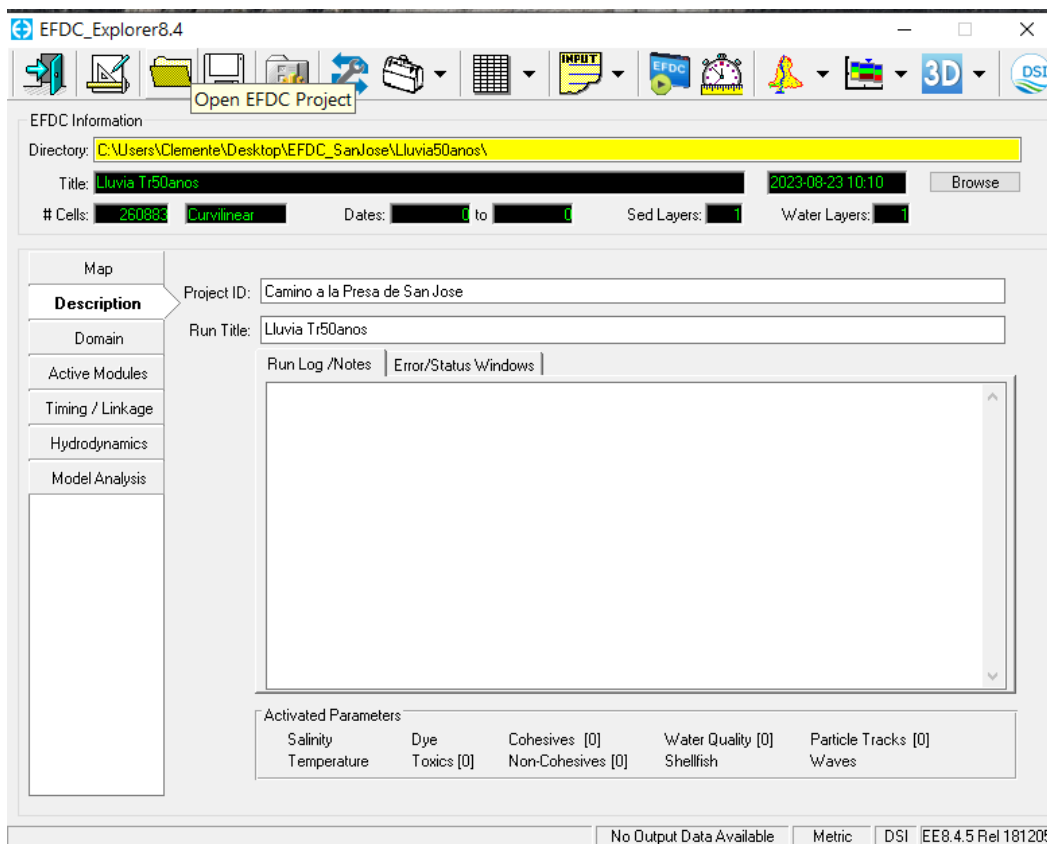 EFDC_Explorer8.4
INPUT
EFDC
3D
DSI
Open EFDC Project
EFDC Information
Directory: C:\Users\Clemente\Desktop\EFDC_SanJose\Lluvia50anos\
Title: Lluvia Tr50anos 2023-08-23 10:10 Browse
# Cells: 260883 Curvilinear Dates: 0 to 0 Sed Layers: 1 Water Layers: 1
Map
Description
Domain
Active Modules
Timing / Linkage
Hydrodynamics
Model Analysis
Project ID: Camino a la Presa de San Jose
Run Title: Lluvia Tr50anos
Run Log /Notes Error/Status Windows
Activated Parameters
Salinity Dye Cohesives [0] Water Quality [0] Particle Tracks [0]
Temperature Toxics [0] Non-Cohesives [0] Shellfish Waves
No Output Data Available Metric DSI EE8.4.5 Rel 181205